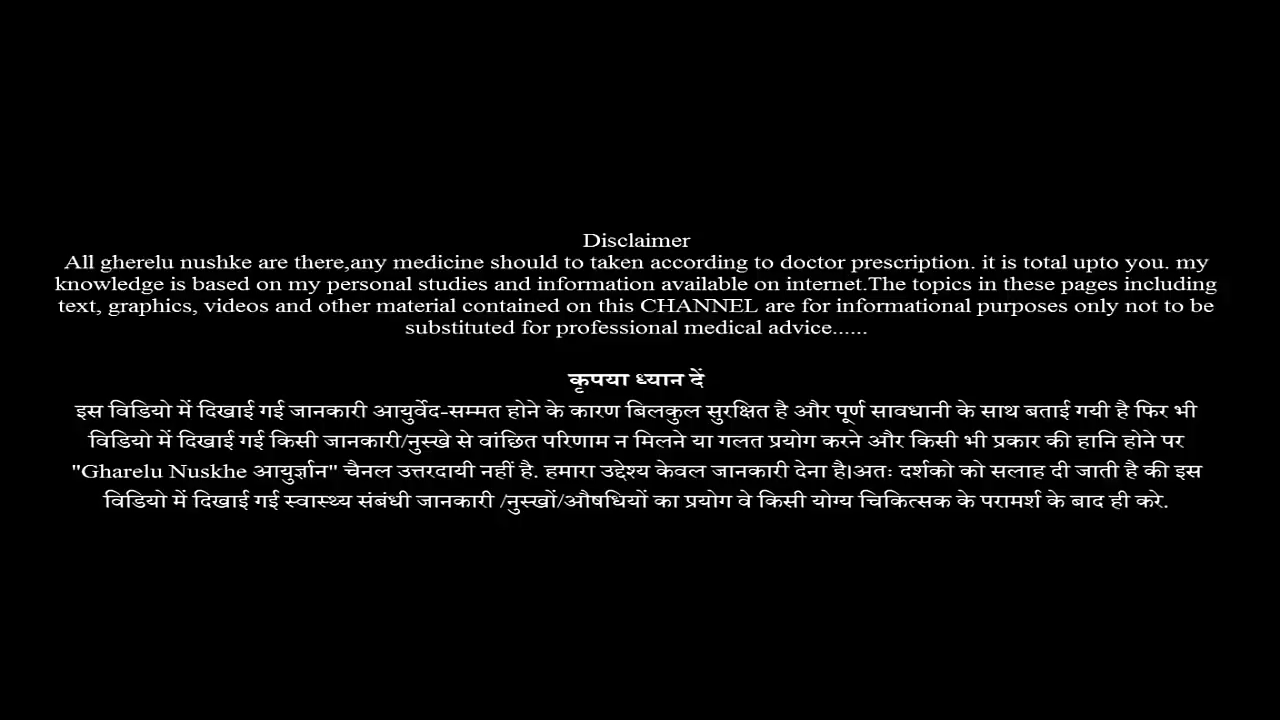 Disclaimer
All gherelu nushke are there,any medicine should to taken according to doctor prescription. it is total upto you. my
knowledge is based on my personal studies and information available on internet.The topics in these pages including
text, graphics, videos and other material contained on this CHANNEL are for informational purposes only not to be
substituted for professional medical advice......
कृपया ध्यान दें
इस विडियो में दिखाई गई जानकारी आयुर्वेद-सम्मत होने के कारण बिलकुल सुरक्षित है और पूर्ण सावधानी के साथ बताई गयी है फिर भी
विडियो में दिखाई गई किसी जानकारी/नुस्खे से वांछित परिणाम न मिलने या गलत प्रयोग करने और किसी भी प्रकार की हानि होने पर
"Gharelu Nuskhe आयुर्ज्ञान" चैनल उत्तरदायी नहीं है. हमारा उद्देश्य केवल जानकारी देना है।अतः दर्शको को सलाह दी जाती है की इस
विडियो में दिखाई गई स्वास्थ्य संबंधी जानकारी /नुस्खों/औषधियों का प्रयोग वे किसी योग्य चिकित्सक के परामर्श के बाद ही करे.